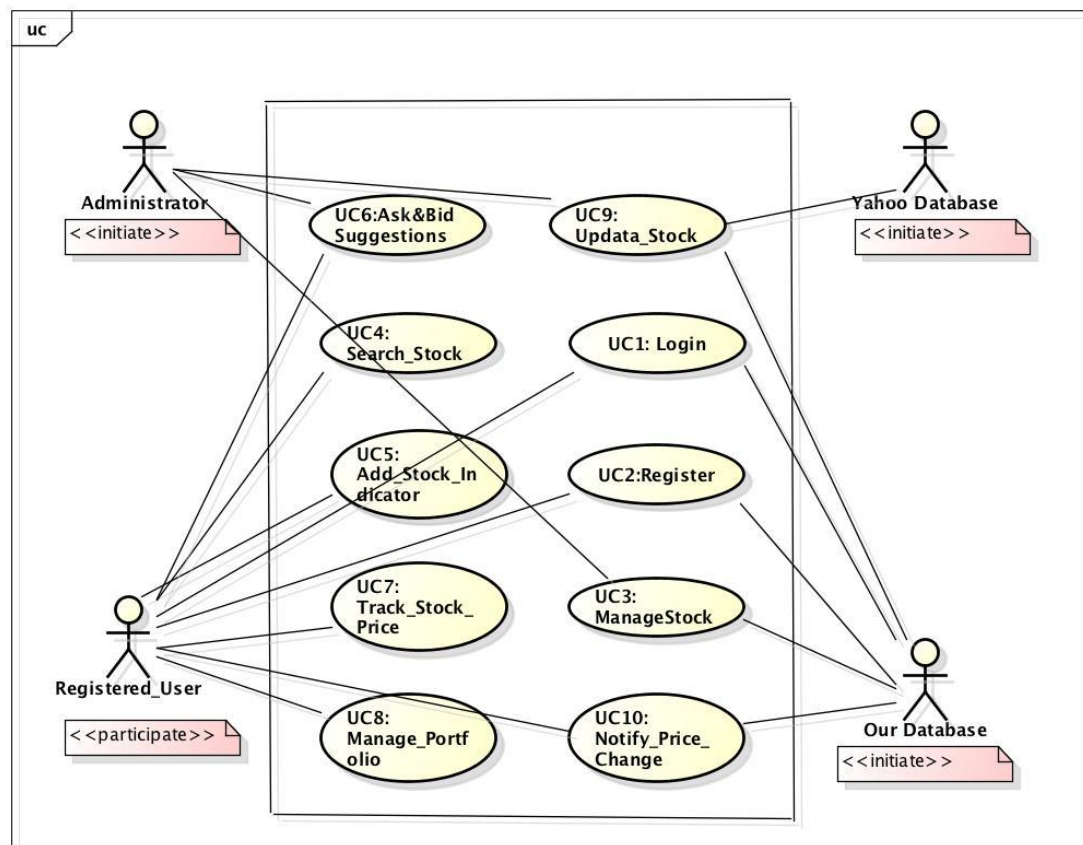 uc
Administrator
<<initiate>>
Yahoo Database
<<initiate>>
UC6:Ask&Bid
Suggestions
UC9:
Updata_Stock
UC4:
Search_Stock
UC1: Login
UC5:
Add_Stock_In
dicator
UC2:Register
UC7:
Track_Stock_
Price
UC3:
ManageStock
Registered_User
<<participate>>
UC8:
Manage_Portf
olio
UC10:
Notify_Price_
Change
Our Database
<<initiate>>